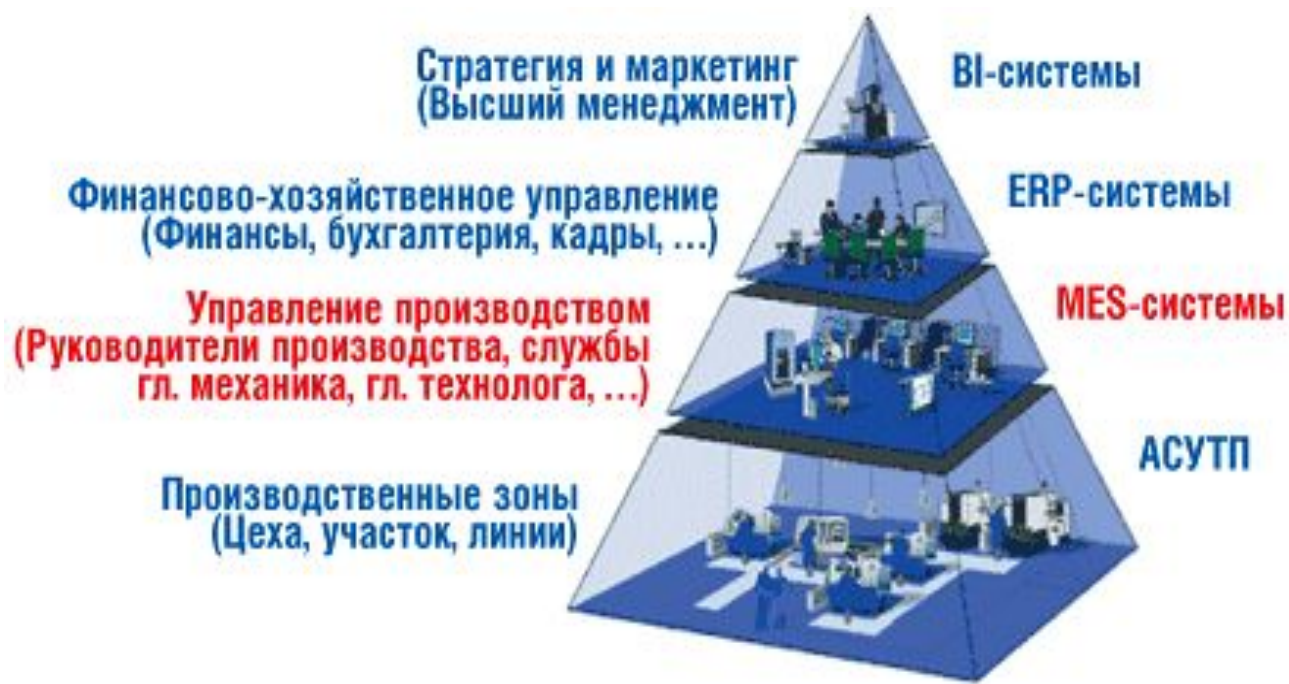 Стратегия и маркетинг
(Высший менеджмент)
BI-системы
Финансово-хозяйственное управление
(Финансы, бухгалтерия, кадры, ...)
ERP-системы
Управление производством
(Руководители производства, службы
гл. механика, гл. технолога, ...)
MES-системы
Производственные зоны
(Цеха, участок, линии)
АСУТП